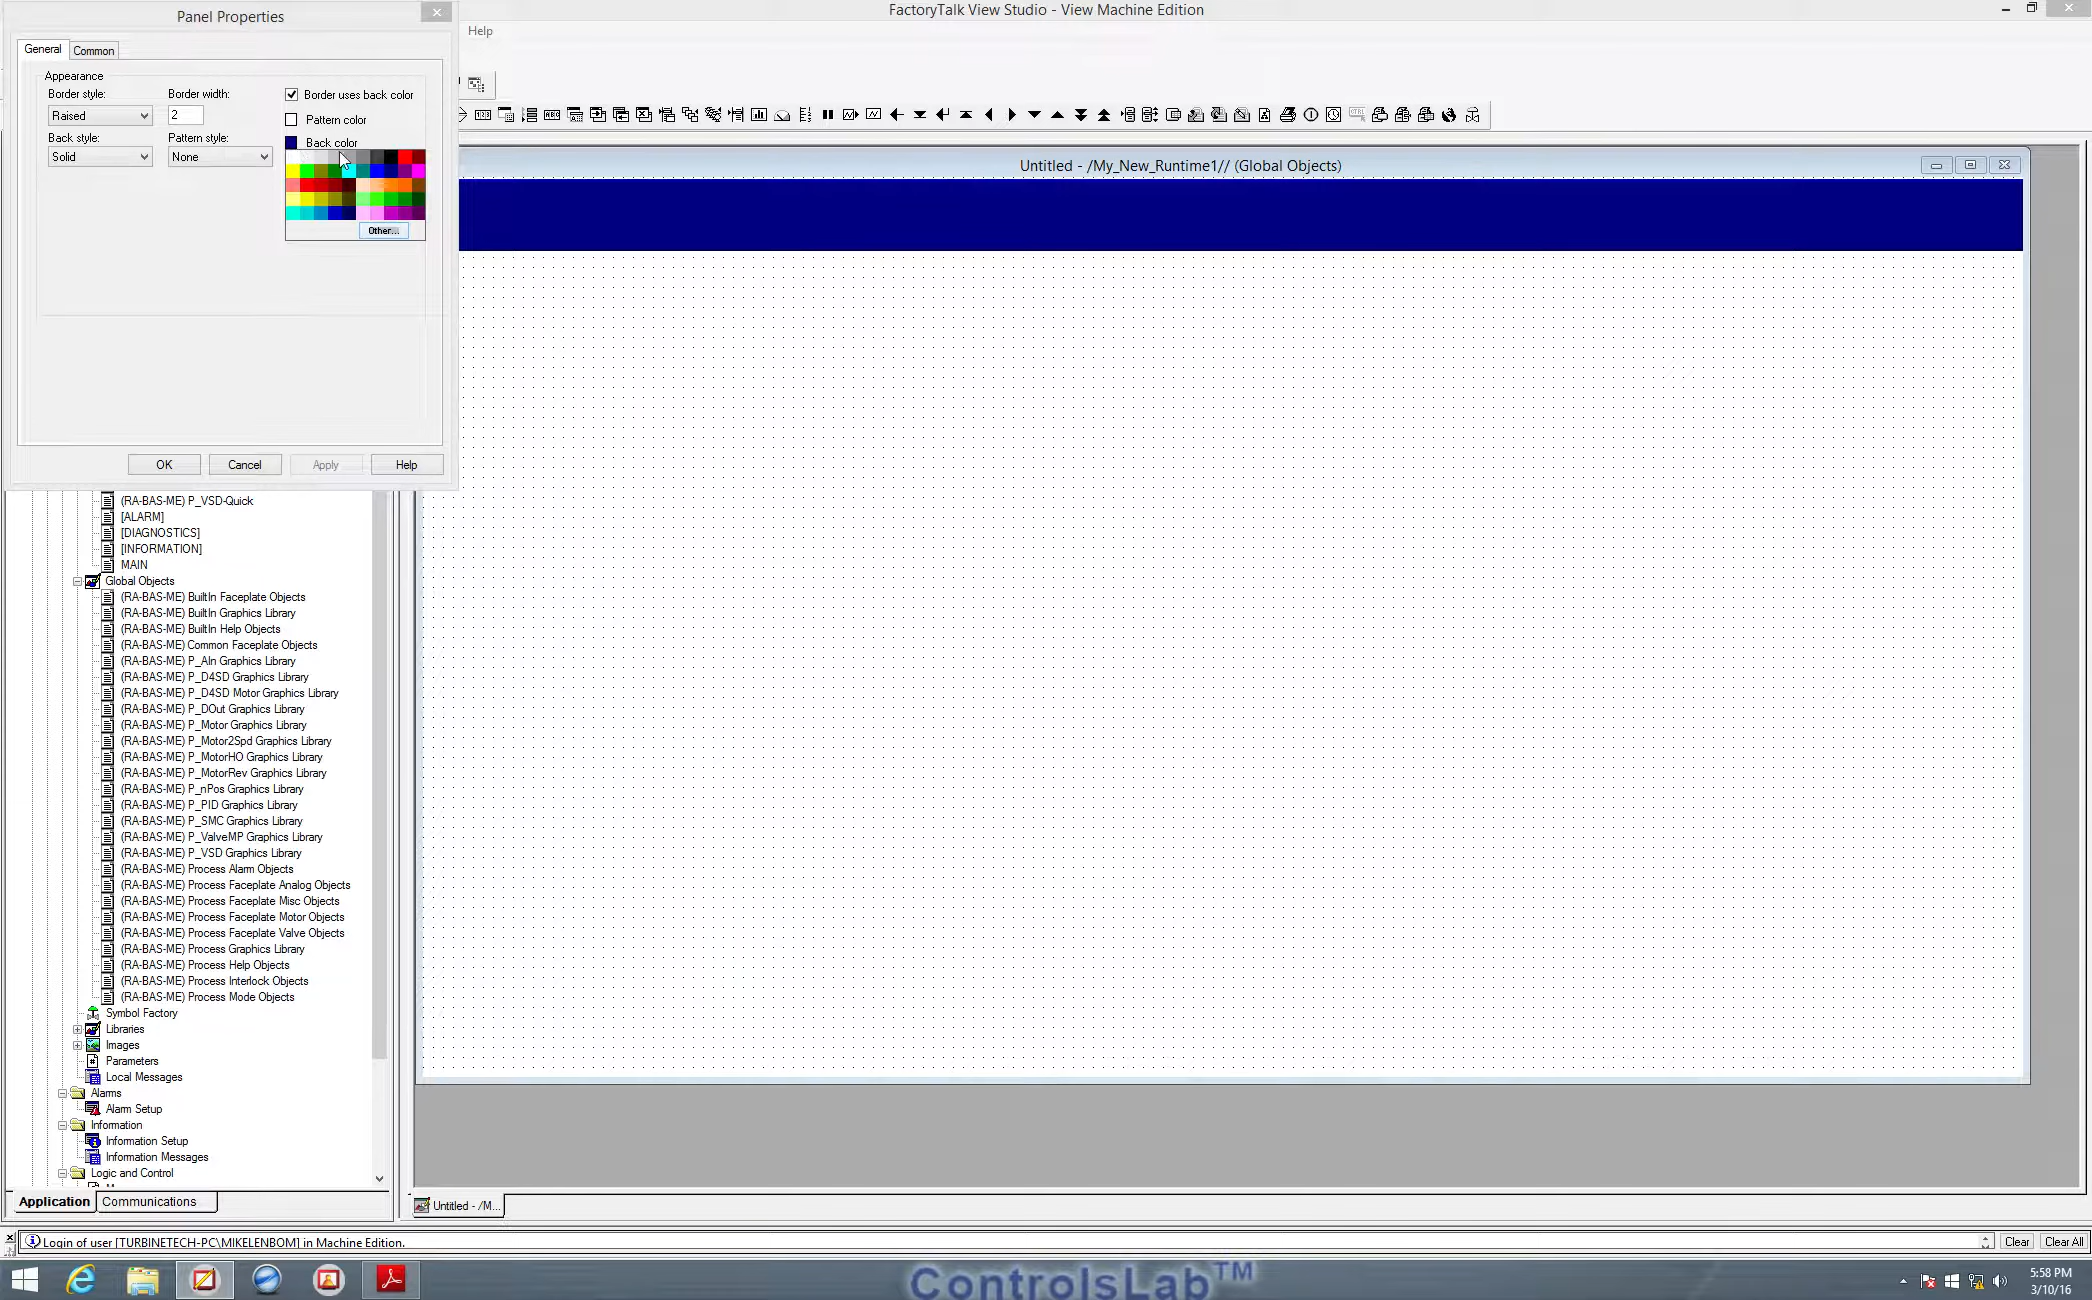 Panel Properties
FactoryTalk View Studio - View Machine Edition
Help
General
Common
Appearance
Border style:
Border width:
Border uses back color
Raised
2
Pattern color
Back style:
Pattern style:
Back color
Solid
None
Other...
Untitled - /My_New_Runtime1// (Global Objects)
OK
Cancel
Apply
Help
(RA-BAS-ME) P_VSD-Quick
[ALARM]
[DIAGNOSTICS]
[INFORMATION]
MAIN
Global Objects
(RA-BAS-ME) BuiltIn Faceplate Objects
(RA-BAS-ME) BuiltIn Graphics Library
(RA-BAS-ME) BuiltIn Help Objects
(RA-BAS-ME) Common Faceplate Objects
(RA-BAS-ME) P_AIn Graphics Library
(RA-BAS-ME) P_D4SD Graphics Library
(RA-BAS-ME) P_D4SD Motor Graphics Library
(RA-BAS-ME) P_DOut Graphics Library
(RA-BAS-ME) P_Motor Graphics Library
(RA-BAS-ME) P_Motor2Spd Graphics Library
(RA-BAS-ME) P_MotorHO Graphics Library
(RA-BAS-ME) P_MotorRev Graphics Library
(RA-BAS-ME) P_nPos Graphics Library
(RA-BAS-ME) P_PID Graphics Library
(RA-BAS-ME) P_SMC Graphics Library
(RA-BAS-ME) P_ValveMP Graphics Library
(RA-BAS-ME) P_VSD Graphics Library
(RA-BAS-ME) Process Alarm Objects
(RA-BAS-ME) Process Faceplate Analog Objects
(RA-BAS-ME) Process Faceplate Misc Objects
(RA-BAS-ME) Process Faceplate Motor Objects
(RA-BAS-ME) Process Faceplate Valve Objects
(RA-BAS-ME) Process Graphics Library
(RA-BAS-ME) Process Help Objects
(RA-BAS-ME) Process Interlock Objects
(RA-BAS-ME) Process Mode Objects
Symbol Factory
Libraries
Images
Parameters
Local Messages
Alarms
Alarm Setup
Information
Information Setup
Information Messages
Logic and Control
Application
Communications
Untitled - /M...
Login of user [TURBINETECH-PC\MIKELENBOM] in Machine Edition.
Clear
Clear All
ControlsLab™
5:58 PM
3/10/16